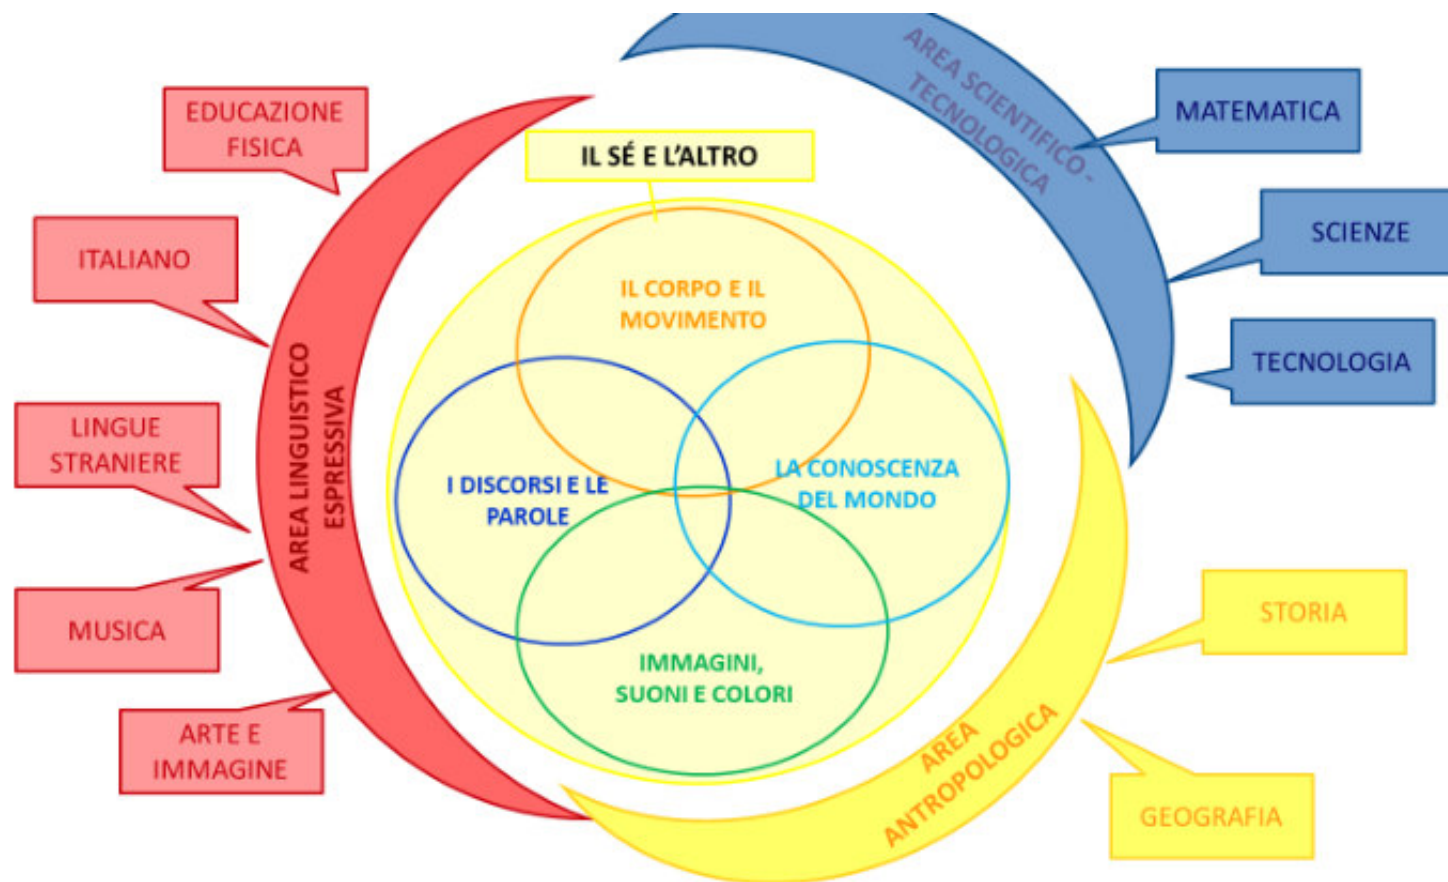 EDUCAZIONE
FISICA
ITALIANO
LINGUE
STRANIERE
MUSICA
ARTE E
IMMAGINE
AREA LINGUISTICO
ESPRESSIVA
IL SÉ E L'ALTRO
IL CORPO E IL
MOVIMENTO
I DISCORSI E LE
PAROLE
LA CONOSCENZA
DEL MONDO
IMMAGINI,
SUONI E COLORI
AREA SCIENTIFICO -
TECNOLOGICA
MATEMATICA
SCIENZE
TECNOLOGIA
AREA
ANTROPOLOGICA
STORIA
GEOGRAFIA